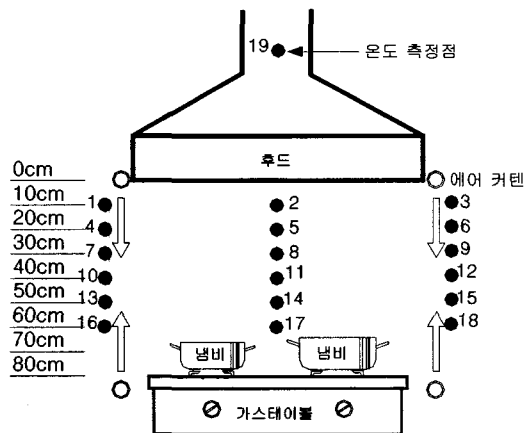 19 온도 측정점
후드
0cm 에어 커텐
10cm 1 2 3
20cm 4 5 6
30cm 7 8 9
40cm 10 11 12
50cm 13 14 15
60cm 16 17 18
70cm
80cm
냄비 냄비
가스테이블